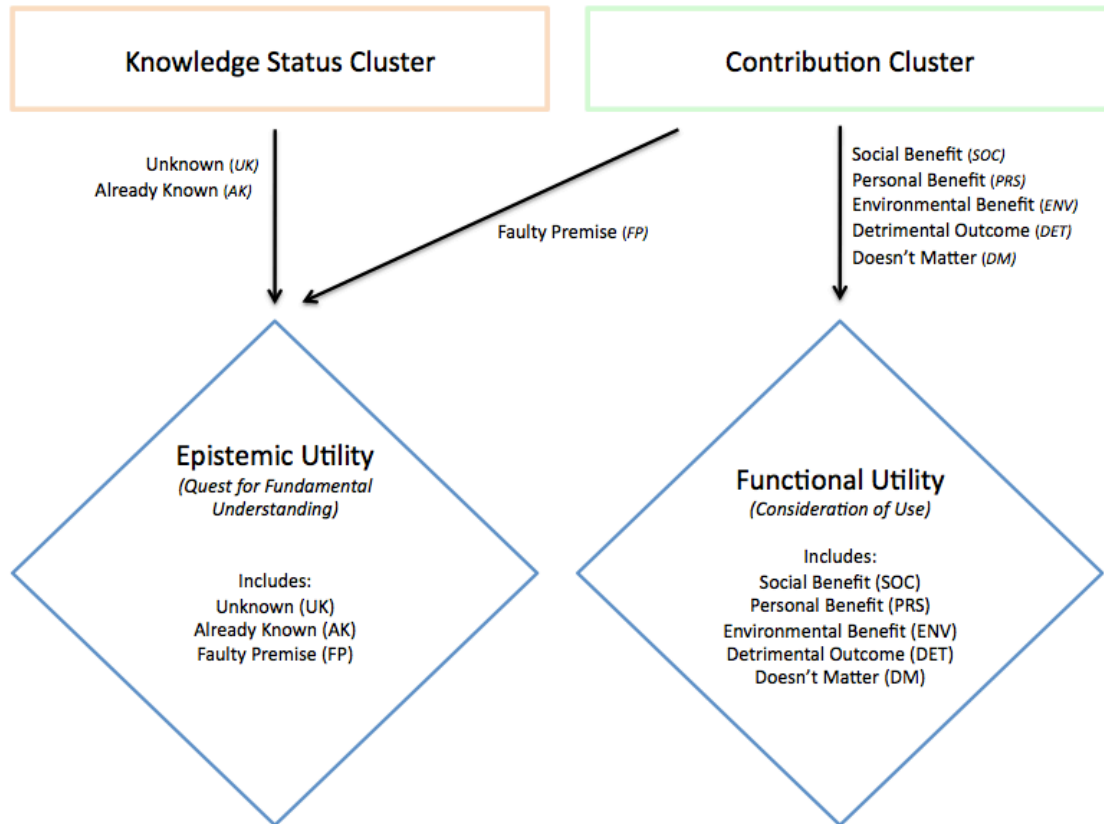 Knowledge Status Cluster
Contribution Cluster
Unknown (UK)
Already Known (AK)
Faulty Premise (FP)
Social Benefit (SOC)
Personal Benefit (PRS)
Environmental Benefit (ENV)
Detrimental Outcome (DET)
Doesn’t Matter (DM)
Epistemic Utility
(Quest for Fundamental
Understanding)
Includes:
Unknown (UK)
Already Known (AK)
Faulty Premise (FP)
Functional Utility
(Consideration of Use)
Includes:
Social Benefit (SOC)
Personal Benefit (PRS)
Environmental Benefit (ENV)
Detrimental Outcome (DET)
Doesn’t Matter (DM)